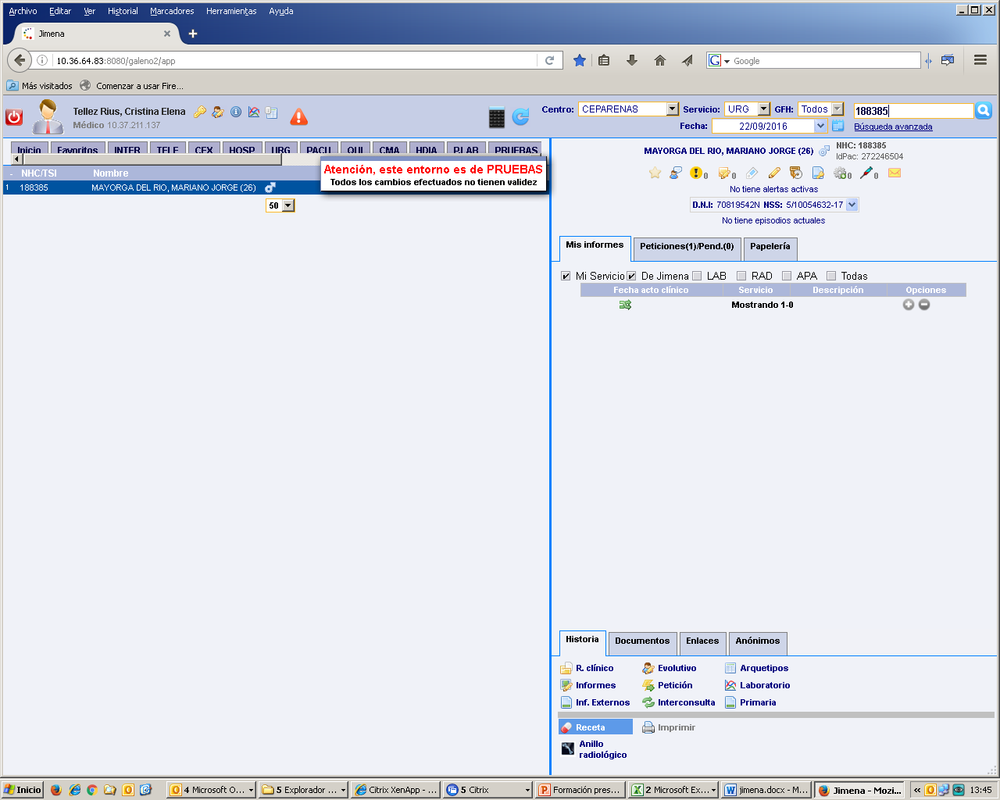 Archivo Editar Ver Historial Marcadores Herramientas Ayuda
Jimena
10.36.64.83:8080/galeno2/app
Google
Más visitados Comenzar a usar Fire...
Tellez Rius, Cristina Elena
Médico 10.37.211.137
Centro: CEPARENAS Servicio: URG GFH: Todos 188385
Fecha: 22/09/2016 Búsqueda avanzada
Inicio Favoritos INTER TELE CEX HOSP URG PACU QUI CMA HDIA P.LAB PRUEBAS
- NHC/TSI Nombre
Atención, este entorno es de PRUEBAS
Todos los cambios efectuados no tienen validez
1 188385 MAYORGA DEL RIO, MARIANO JORGE (26)
50
MAYORGA DEL RIO, MARIANO JORGE (26) NHC: 188385
IdPac: 272246504
0 0 0 0
No tiene alertas activas
D.N.I: 70819542N NSS: 5/10054632-17
No tiene episodios actuales
Mis informes Peticiones(1)/Pend.(0) Papelería
Mi Servicio De Jimena LAB RAD APA Todas
Fecha acto clínico Servicio Descripción Opciones
Mostrando 1-0
Historia Documentos Enlaces Anónimos
R. clínico Evolutivo Arquetipos
Informes Petición Laboratorio
Inf. Externos Interconsulta Primaria
Receta Imprimir
Anillo
radiológico
Inicio 4 Microsoft O... 5 Explorador ... Citrix XenApp - ... 5 Citrix Formación pres... 2 Microsoft Ex... jimena.docx - M... Jimena - Mozi... « 13:45